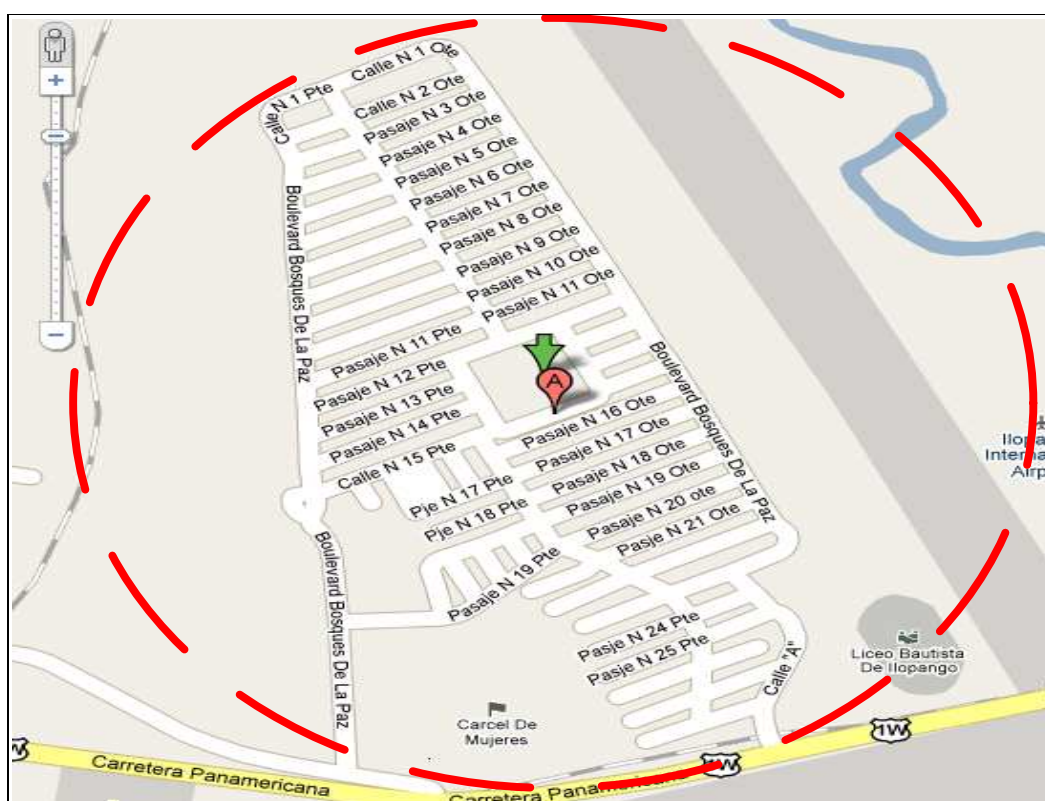 Calle N 1 Ote
Calle N 1 Pte
Calle N 2 Ote
Pasaje N 3 Ote
Pasaje N 4 Ote
Pasaje N 5 Ote
Pasaje N 6 Ote
Pasaje N 7 Ote
Pasaje N 8 Ote
Pasaje N 9 Ote
Pasaje N 10 Ote
Pasaje N 11 Ote
Boulevard Bosques De La Paz
Pasaje N 11 Pte
Pasaje N 12 Pte
Pasaje N 13 Pte
Pasaje N 14 Pte
Calle N 15 Pte
A
Boulevard Bosques De La Paz
Pasaje N 16 Ote
Pasaje N 17 Ote
Pasaje N 18 Ote
Pasaje N 19 Ote
Pasaje N 20 ote
Pasje N 21 Ote
Ilopa
Interna
Airp
Pje N 17 Pte
Pje N 18 Pte
Pasaje N 19 Pte
Boulevard Bosques De La Paz
Pasje N 24 Pte
Pasje N 25 Pte
Calle "A"
Liceo Bautista
De Ilopango
Carcel De
Mujeres
1W
W
Carretera Panamericana
Carretera Panamericana